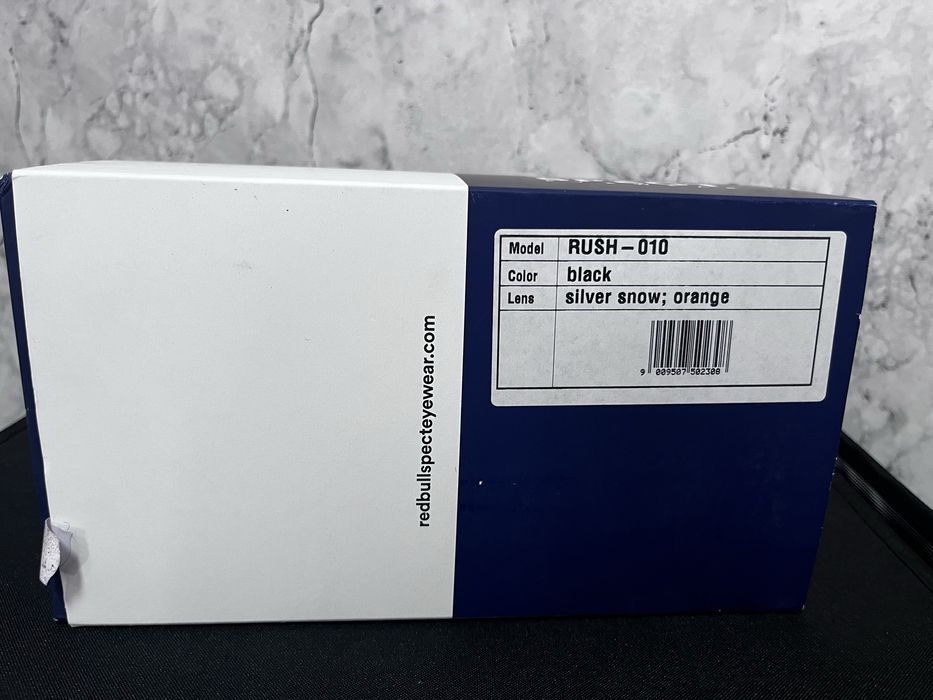 redbullspecteyewear.com
Model RUSH – 010
Color black
Lens silver snow; orange
9 009507 502308